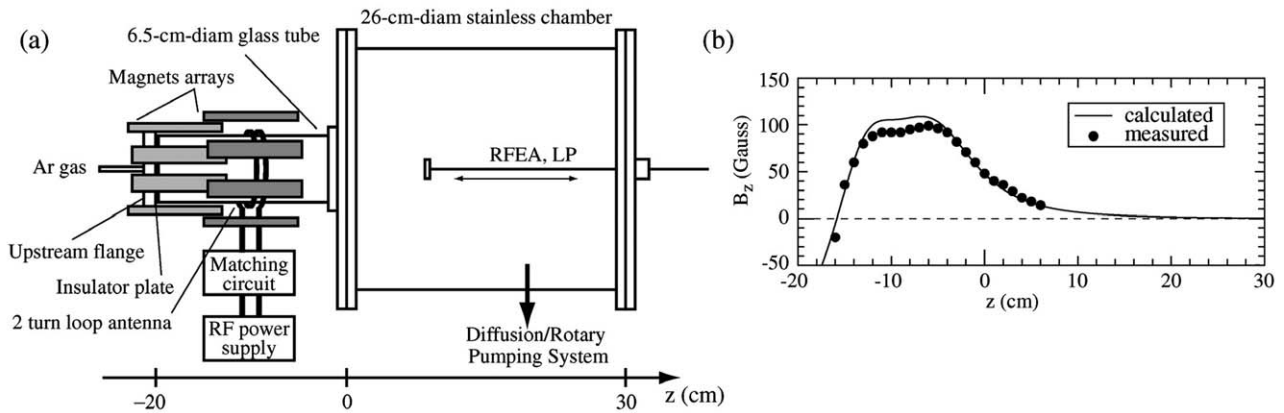 (a)
26-cm-diam stainless chamber
6.5-cm-diam glass tube
Magnets arrays
Ar gas
RFEA, LP
Upstream flange
Insulator plate
2 turn loop antenna
Matching
circuit
RF power
supply
Diffusion/Rotary
Pumping System
−20
0
30
z (cm)
(b)
150
100
50
0
-50
B_z (Gauss)
calculated
measured
-20
-10
0
10
20
30
z (cm)